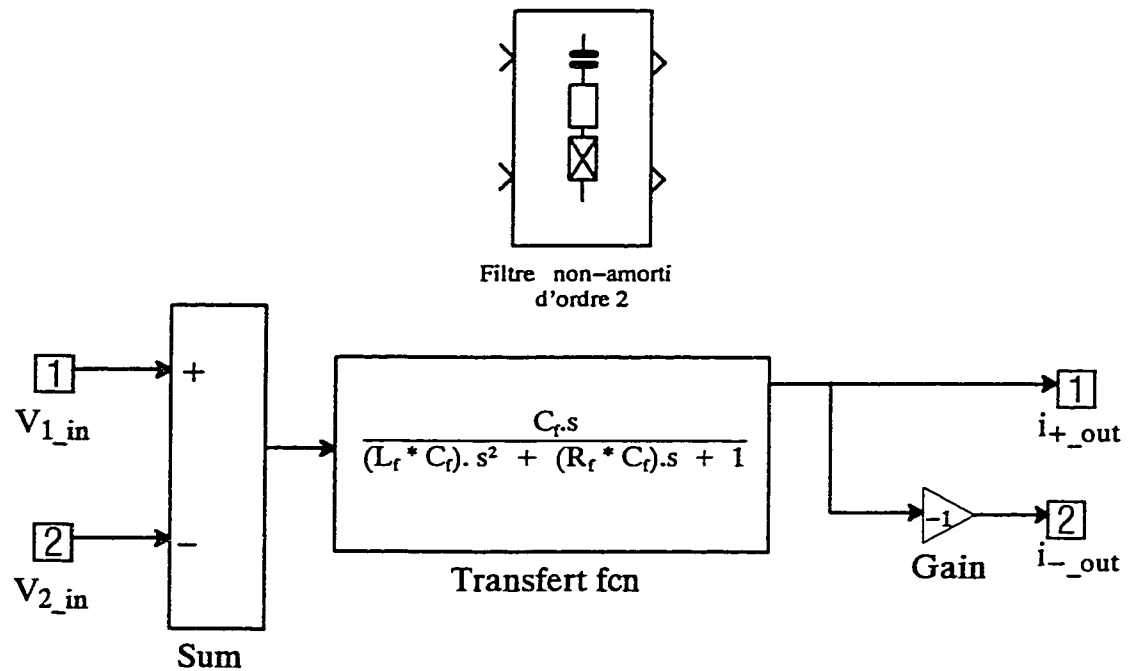 Filtre non-amorti
d'ordre 2
1
V1_in
2
V2_in
+
-
Sum
Cf.s
(Lf * Cf). s² + (Rf * Cf).s + 1
Transfert fcn
-1
Gain
1
i+_out
2
i-_out